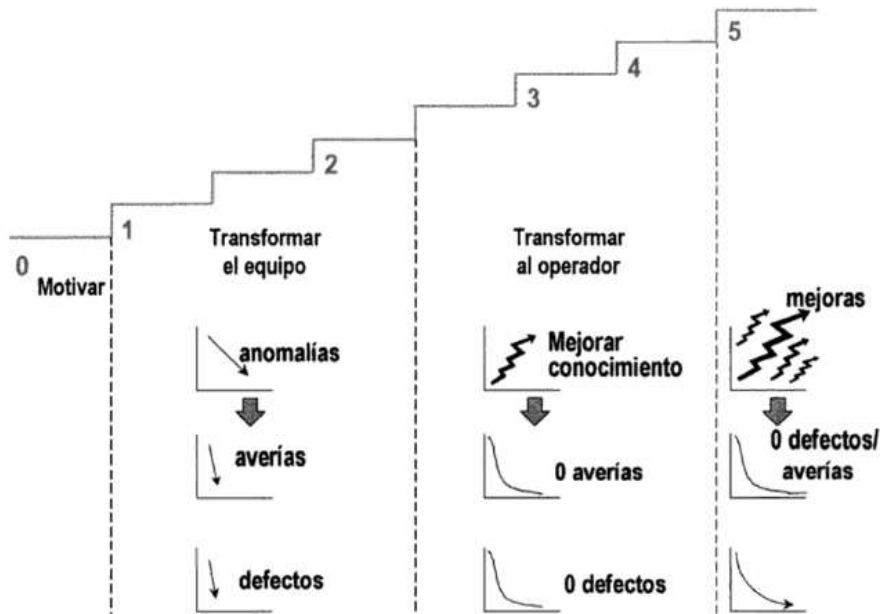 5
4
3
2
1
0
Motivar
Transformar
el equipo
Transformar
al operador
mejoras
anomalías
Mejorar
conocimiento
averías
0 averías
0 defectos/
averías
defectos
0 defectos